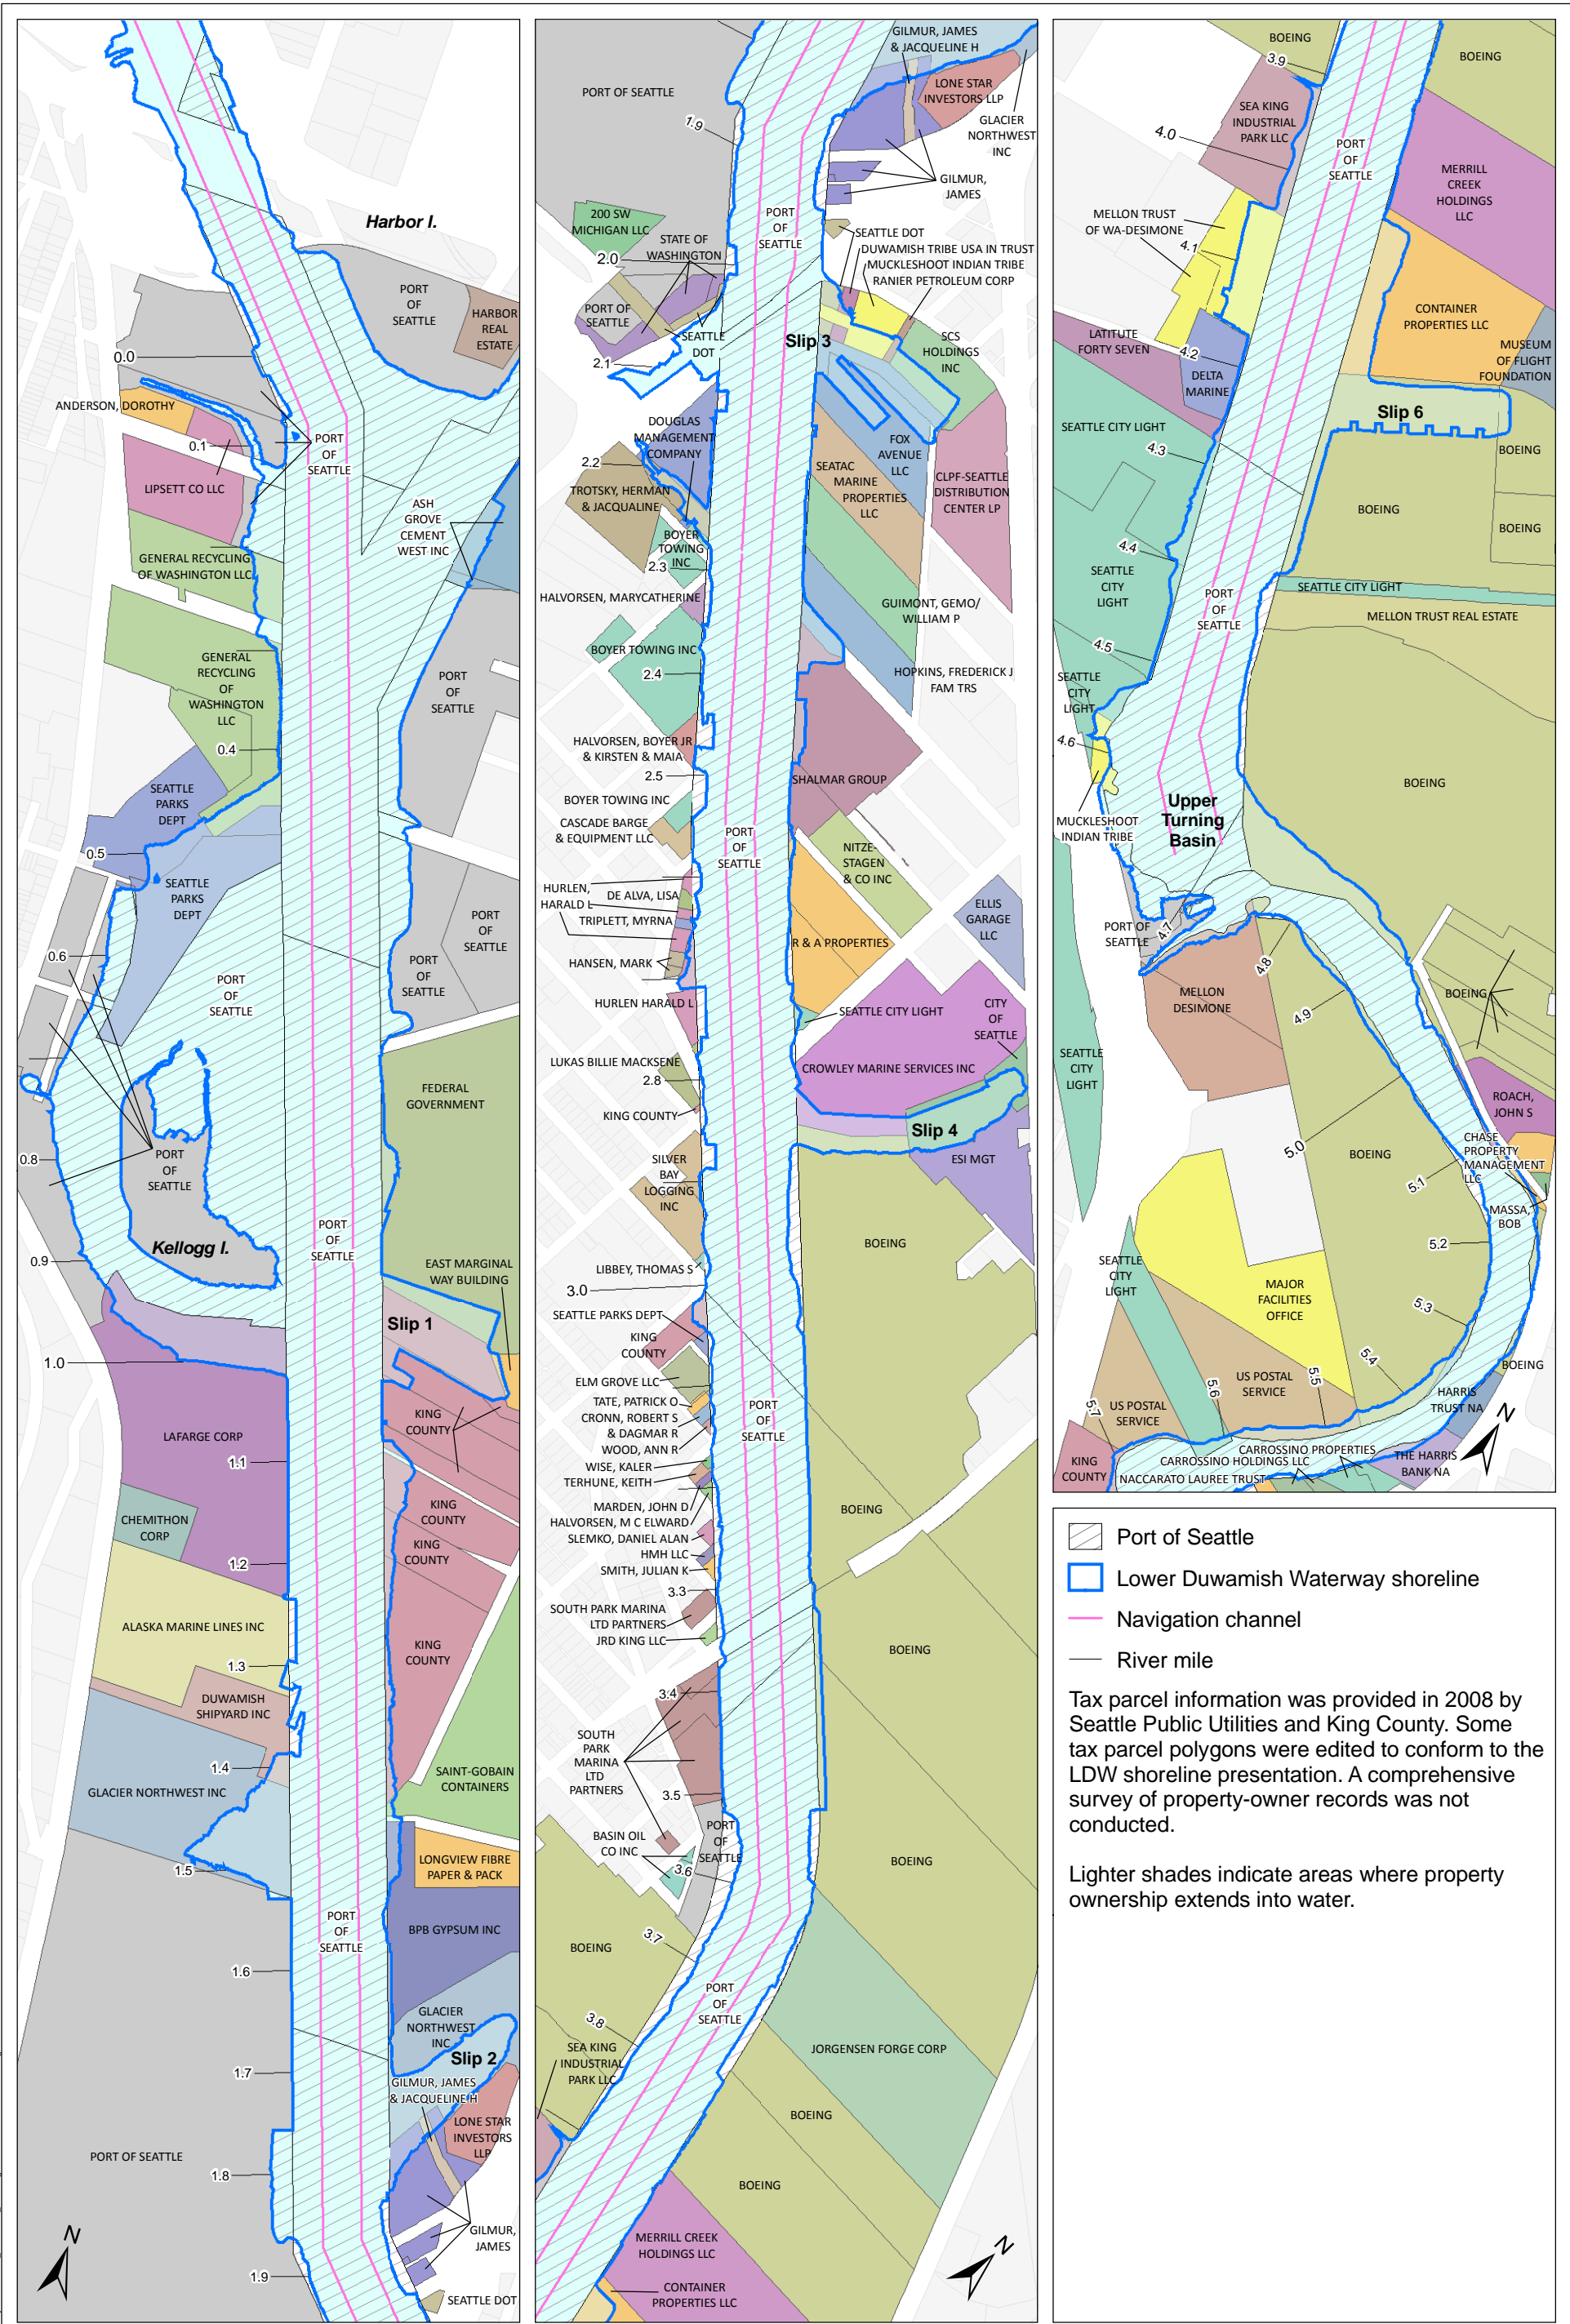 Harbor I.
PORT
OF
SEATTLE
HARBOR
REAL
ESTATE
0.0
ANDERSON, DOROTHY
0.1
PORT
OF
SEATTLE
LIPSETT CO LLC
ASH
GROVE
CEMENT
WEST INC
GENERAL RECYCLING
OF WASHINGTON LLC
GENERAL
RECYCLING
OF
WASHINGTON
LLC
PORT
OF
SEATTLE
0.4
SEATTLE
PARKS
DEPT
0.5
SEATTLE
PARKS
DEPT
PORT
OF
SEATTLE
0.6
PORT
OF
SEATTLE
PORT
OF
SEATTLE
FEDERAL
GOVERNMENT
0.8
PORT
OF
SEATTLE
PORT
OF
SEATTLE
Kellogg I.
0.9
EAST MARGINAL
WAY BUILDING
Slip 1
1.0
LAFARGE CORP
KING
COUNTY
1.1
CHEMITHON
CORP
KING
COUNTY
KING
COUNTY
1.2
ALASKA MARINE LINES INC
KING
COUNTY
1.3
DUWAMISH
SHIPYARD INC
1.4
GLACIER NORTHWEST INC
SAINT-GOBAIN
CONTAINERS
1.5
LONGVIEW FIBRE
PAPER & PACK
PORT
OF
SEATTLE
BPB GYPSUM INC
1.6
GLACIER
NORTHWEST
INC
Slip 2
1.7
GILMUR, JAMES
& JACQUELINE H
LONE STAR
INVESTORS
LLP
PORT OF SEATTLE
1.8
GILMUR,
JAMES
1.9
SEATTLE DOT
N
PORT OF SEATTLE
GILMUR, JAMES
& JACQUELINE H
LONE STAR
INVESTORS LLP
GLACIER
NORTHWEST
INC
1.9
GILMUR,
JAMES
200 SW
MICHIGAN LLC
STATE OF
WASHINGTON
PORT
OF
SEATTLE
SEATTLE DOT
DUWAMISH TRIBE USA IN TRUST
MUCKLESHOOT INDIAN TRIBE
RANIER PETROLEUM CORP
2.0
PORT OF
SEATTLE
SEATTLE
DOT
Slip 3
SCS
HOLDINGS
INC
2.1
DOUGLAS
MANAGEMENT
COMPANY
FOX
AVENUE
LLC
2.2
TROTSKY, HERMAN
& JACQUALINE
SEATAC
MARINE
PROPERTIES
LLC
CLPF-SEATTLE
DISTRIBUTION
CENTER LP
BOYER
TOWING
INC
2.3
HALVORSEN, MARYCATHERINE
GUIMONT, GEMO/
WILLIAM P
BOYER TOWING INC
2.4
HOPKINS, FREDERICK J
FAM TRS
HALVORSEN, BOYER JR
& KIRSTEN & MAIA
2.5
SHALMAR GROUP
BOYER TOWING INC
CASCADE BARGE
& EQUIPMENT LLC
PORT
OF
SEATTLE
NITZE-
STAGEN
& CO INC
HURLEN,
HARALD L
DE ALVA, LISA
TRIPLETT, MYRNA
ELLIS
GARAGE
LLC
R & A PROPERTIES
HANSEN, MARK
HURLEN HARALD L
SEATTLE CITY LIGHT
CITY
OF
SEATTLE
LUKAS BILLIE MACKSENE
2.8
CROWLEY MARINE SERVICES INC
KING COUNTY
Slip 4
SILVER
BAY
LOGGING
INC
ESI MGT
BOEING
LIBBEY, THOMAS S
3.0
SEATTLE PARKS DEPT
KING
COUNTY
ELM GROVE LLC
TATE, PATRICK O
CRONN, ROBERT S
& DAGMAR R
WOOD, ANN R
PORT
OF
SEATTLE
WISE, KALER
TERHUNE, KEITH
MARDEN, JOHN D
HALVORSEN, M C ELWARD
SLEMKO, DANIEL ALAN
HMH LLC
SMITH, JULIAN K
BOEING
3.3
SOUTH PARK MARINA
LTD PARTNERS
JRD KING LLC
BOEING
3.4
SOUTH
PARK
MARINA
LTD
PARTNERS
3.5
BASIN OIL
CO INC
PORT
OF
SEATTLE
3.6
BOEING
BOEING
3.7
PORT
OF
SEATTLE
3.8
SEA KING
INDUSTRIAL
PARK LLC
JORGENSEN FORGE CORP
BOEING
BOEING
MERRILL CREEK
HOLDINGS LLC
CONTAINER
PROPERTIES LLC
N
BOEING
3.9
BOEING
SEA KING
INDUSTRIAL
PARK LLC
4.0
PORT
OF
SEATTLE
MERRILL
CREEK
HOLDINGS
LLC
MELLON TRUST
OF WA-DESIMONE
4.1
CONTAINER
PROPERTIES LLC
LATITUTE
FORTY SEVEN
4.2
DELTA
MARINE
MUSEUM
OF FLIGHT
FOUNDATION
Slip 6
SEATTLE CITY LIGHT
4.3
BOEING
BOEING
BOEING
4.4
SEATTLE
CITY
LIGHT
SEATTLE CITY LIGHT
PORT
OF
SEATTLE
MELLON TRUST REAL ESTATE
4.5
SEATTLE
CITY
LIGHT
4.6
BOEING
Upper
Turning
Basin
MUCKLESHOOT
INDIAN TRIBE
PORT OF
SEATTLE
4.7
4.8
MELLON
DESIMONE
BOEING
4.9
SEATTLE
CITY
LIGHT
ROACH,
JOHN S
5.0
BOEING
CHASE
PROPERTY
MANAGEMENT
LLC
5.1
MASSA,
BOB
5.2
SEATTLE
CITY
LIGHT
MAJOR
FACILITIES
OFFICE
5.3
5.4
BOEING
US POSTAL
SERVICE
5.5
5.6
HARRIS
TRUST NA
5.7
US POSTAL
SERVICE
N
KING
COUNTY
CARROSSINO PROPERTIES
CARROSSINO HOLDINGS LLC
NACCARATO LAUREE TRUST
THE HARRIS
BANK NA
Port of Seattle
Lower Duwamish Waterway shoreline
Navigation channel
River mile
Tax parcel information was provided in 2008 by
Seattle Public Utilities and King County. Some
tax parcel polygons were edited to conform to the
LDW shoreline presentation. A comprehensive
survey of property-owner records was not
conducted.
Lighter shades indicate areas where property
ownership extends into water.